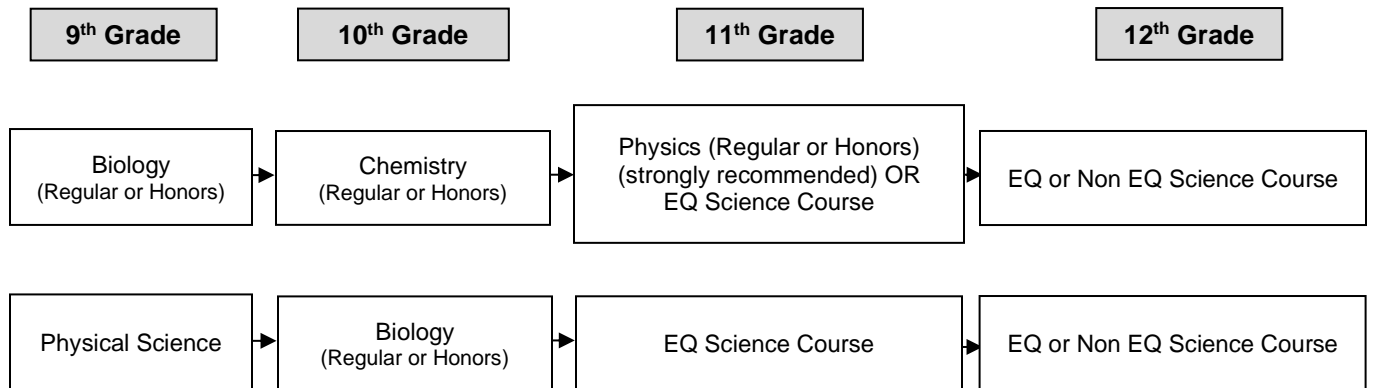 9th Grade
10th Grade
11th Grade
12th Grade
Biology
(Regular or Honors)
Chemistry
(Regular or Honors)
Physics (Regular or Honors)
(strongly recommended) OR
EQ Science Course
EQ or Non EQ Science Course
Physical Science
Biology
(Regular or Honors)
EQ Science Course
EQ or Non EQ Science Course